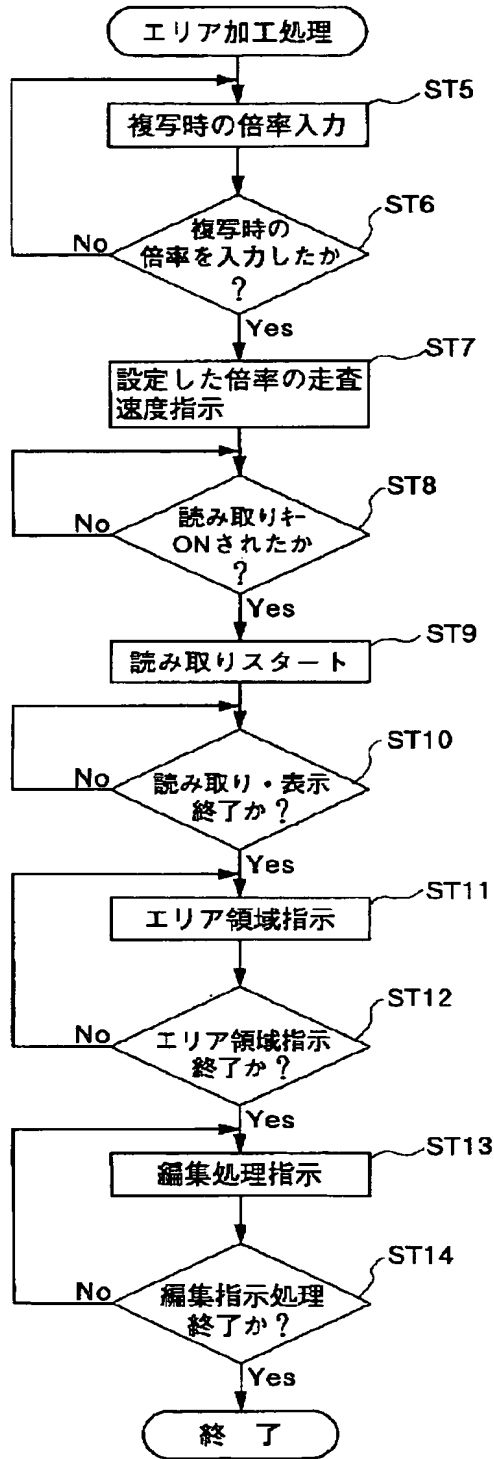 エリア加工処理
ST5
複写時の倍率入力
ST6
複写時の
倍率を入力したか
?
No
Yes
ST7
設定した倍率の走査
速度指示
ST8
読み取りキー
ONされたか
?
No
Yes
ST9
読み取りスタート
ST10
読み取り・表示
終了か?
No
Yes
ST11
エリア領域指示
ST12
エリア領域指示
終了か?
No
Yes
ST13
編集処理指示
ST14
編集指示処理
終了か?
No
Yes
終 了